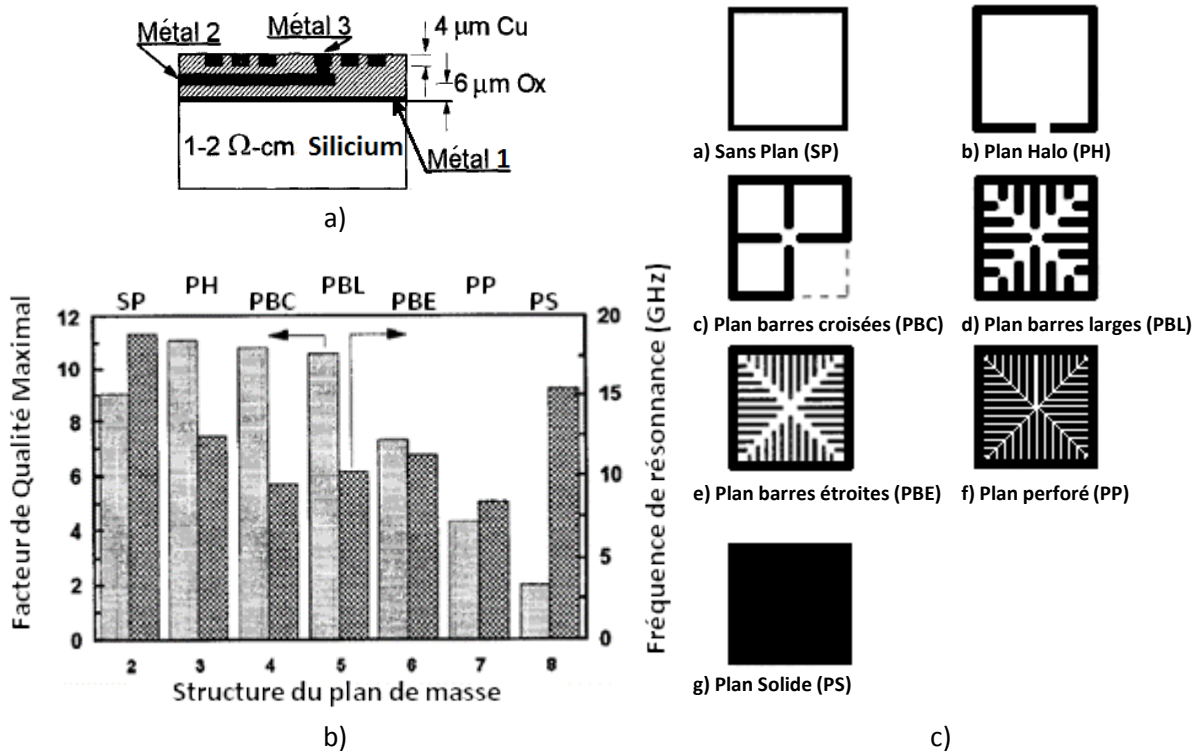 Métal 2
Métal 3
4 μm Cu
6 μm Ox
1-2 Ω-cm Silicium
Métal 1
a)
Facteur de Qualité Maximal
SP PH PBC PBL PBE PP PS
12
10
8
6
4
2
0
20
15
10
5
0
Fréquence de résonnance (GHz)
2 3 4 5 6 7 8
Structure du plan de masse
b)
a) Sans Plan (SP)
b) Plan Halo (PH)
c) Plan barres croisées (PBC)
d) Plan barres larges (PBL)
e) Plan barres étroites (PBE)
f) Plan perforé (PP)
g) Plan Solide (PS)
c)